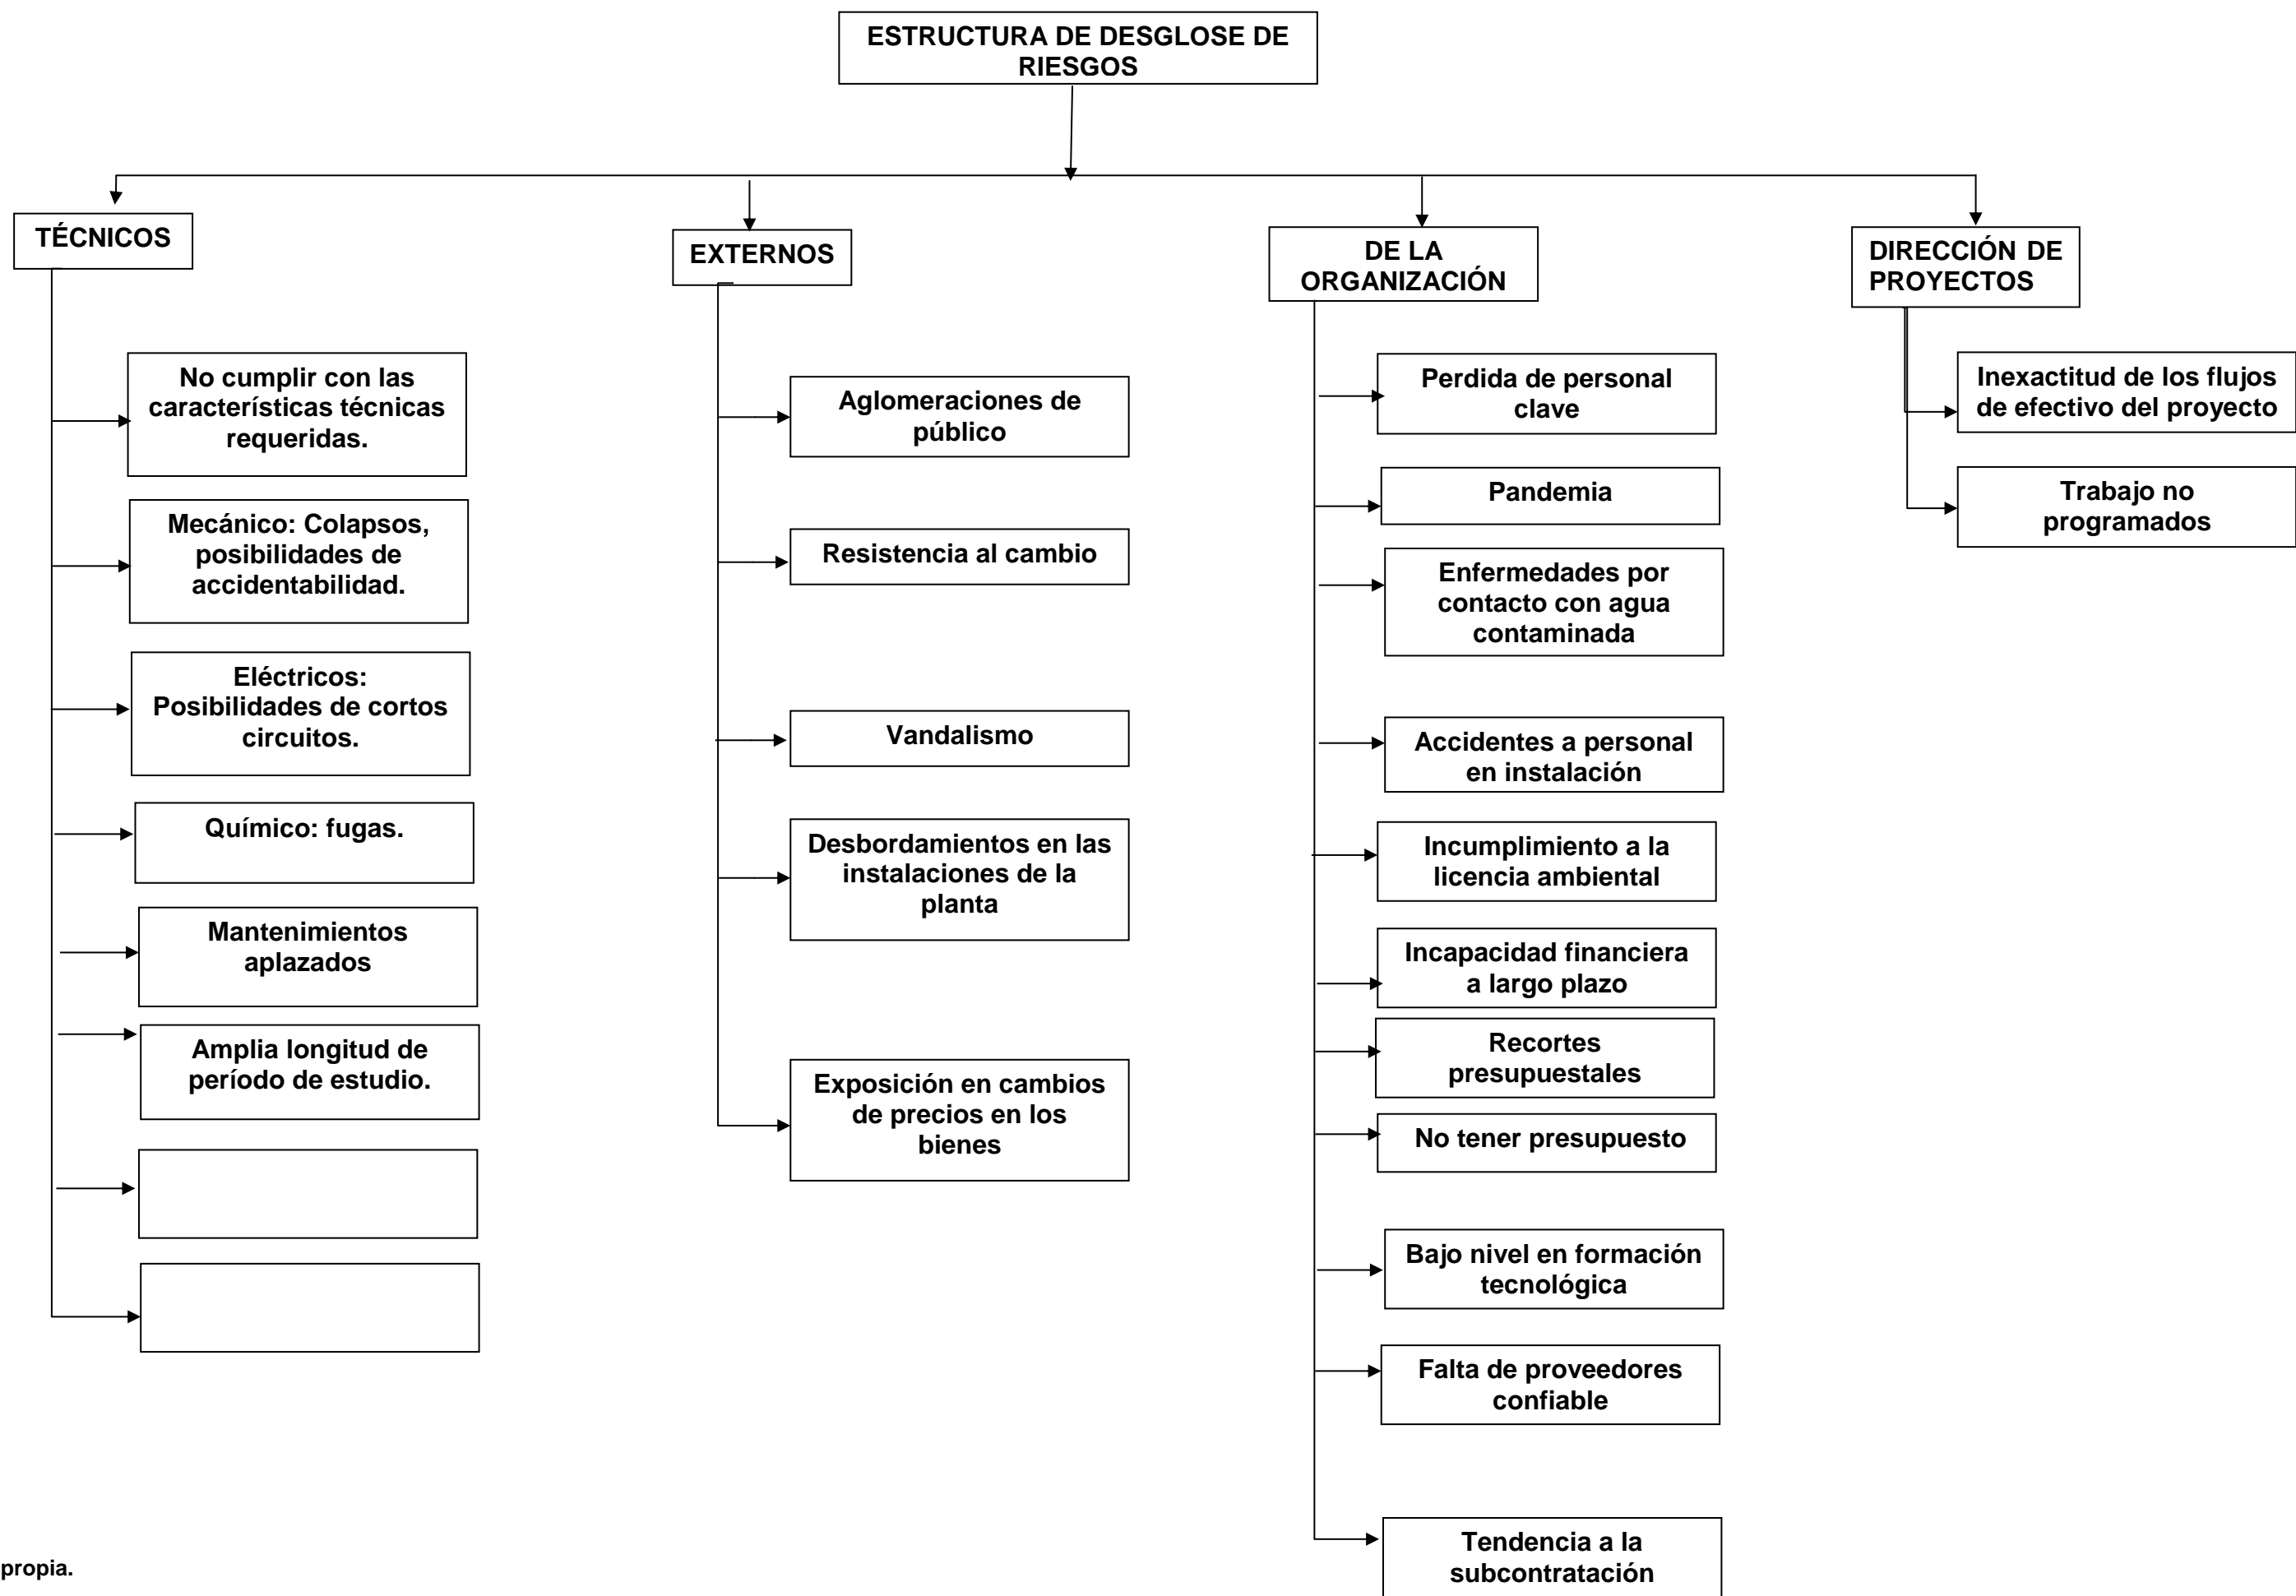 ESTRUCTURA DE DESGLOSE DE
RIESGOS
TÉCNICOS
No cumplir con las
características técnicas
requeridas.
Mecánico: Colapsos,
posibilidades de
accidentabilidad.
Eléctricos:
Posibilidades de cortos
circuitos.
Químico: fugas.
Mantenimientos
aplazados
Amplia longitud de
período de estudio.
EXTERNOS
Aglomeraciones de
público
Resistencia al cambio
Vandalismo
Desbordamientos en las
instalaciones de la
planta
Exposición en cambios
de precios en los
bienes
DE LA
ORGANIZACIÓN
Perdida de personal
clave
Pandemia
Enfermedades por
contacto con agua
contaminada
Accidentes a personal
en instalación
Incumplimiento a la
licencia ambiental
Incapacidad financiera
a largo plazo
Recortes
presupuestales
No tener presupuesto
Bajo nivel en formación
tecnológica
Falta de proveedores
confiable
Tendencia a la
subcontratación
DIRECCIÓN DE
PROYECTOS
Inexactitud de los flujos
de efectivo del proyecto
Trabajo no
programados
propia.